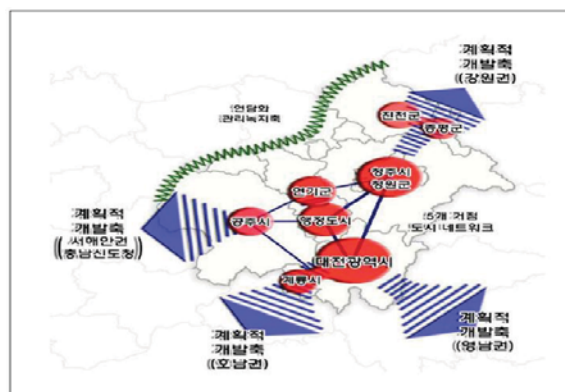 계획적
개발축
(강원권)
연담화
관리녹지축
진천군
증평군
청주시
청원군
연기군
계획적
개발축
(서해안권
충남신도청)
공주시
행정도시
5개 거점
도시 네트워크
대전광역시
계룡시
계획적
개발축
(호남권)
계획적
개발축
(영남권)